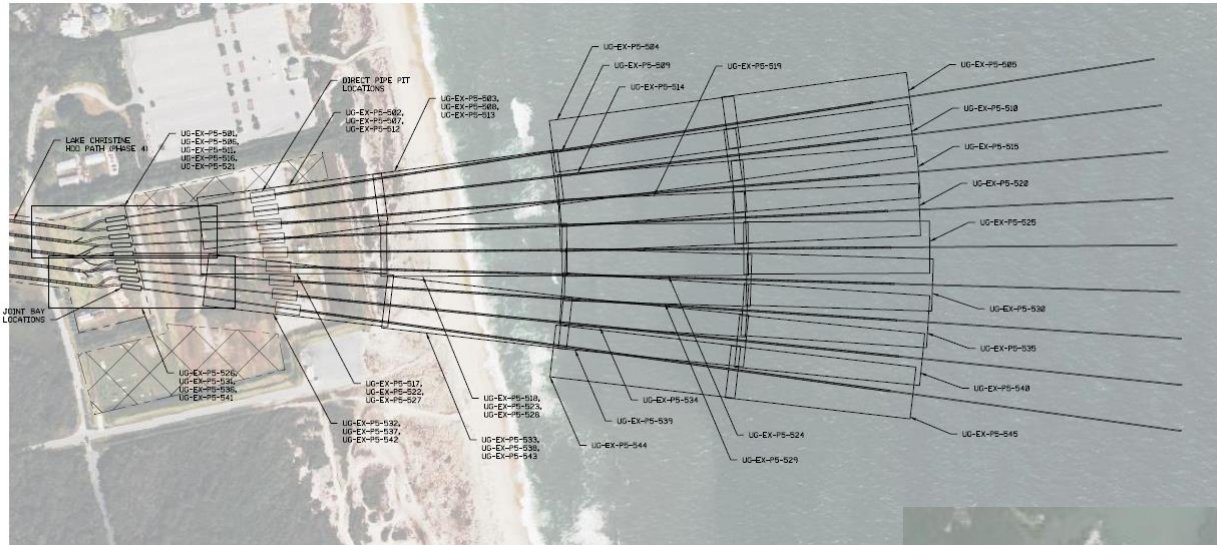 UG-EX-P5-504
UG-EX-P5-509
UG-EX-P5-514
UG-EX-P5-519
UG-EX-P5-505
UG-EX-P5-510
UG-EX-P5-515
UG-EX-P5-520
UG-EX-P5-525
UG-EX-P5-530
UG-EX-P5-535
UG-EX-P5-540
UG-EX-P5-545
DIRECT PIPE PIT
LOCATIONS
UG-EX-P5-503,
UG-EX-P5-508,
UG-EX-P5-513
UG-EX-P5-502,
UG-EX-P5-507,
UG-EX-P5-512
UG-EX-P5-501,
UG-EX-P5-506,
UG-EX-P5-511,
UG-EX-P5-516,
UG-EX-P5-521
LAKE CHRISTINE
HDD PATH (PHASE 4)
JOINT BAY
LOCATIONS
UG-EX-P5-526,
UG-EX-P5-531,
UG-EX-P5-536,
UG-EX-P5-541
UG-EX-P5-517,
UG-EX-P5-522,
UG-EX-P5-527
UG-EX-P5-532,
UG-EX-P5-537,
UG-EX-P5-542
UG-EX-P5-518,
UG-EX-P5-523,
UG-EX-P5-528
UG-EX-P5-533,
UG-EX-P5-538,
UG-EX-P5-543
UG-EX-P5-534
UG-EX-P5-539
UG-EX-P5-544
UG-EX-P5-524
UG-EX-P5-529